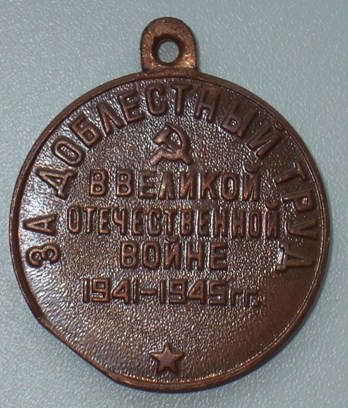 ЗА ДОБЛЕСТНЫЙ ТРУД
В ВЕЛИКОЙ
ОТЕЧЕСТВЕННОЙ
ВОЙНЕ
1941-1945 гг.